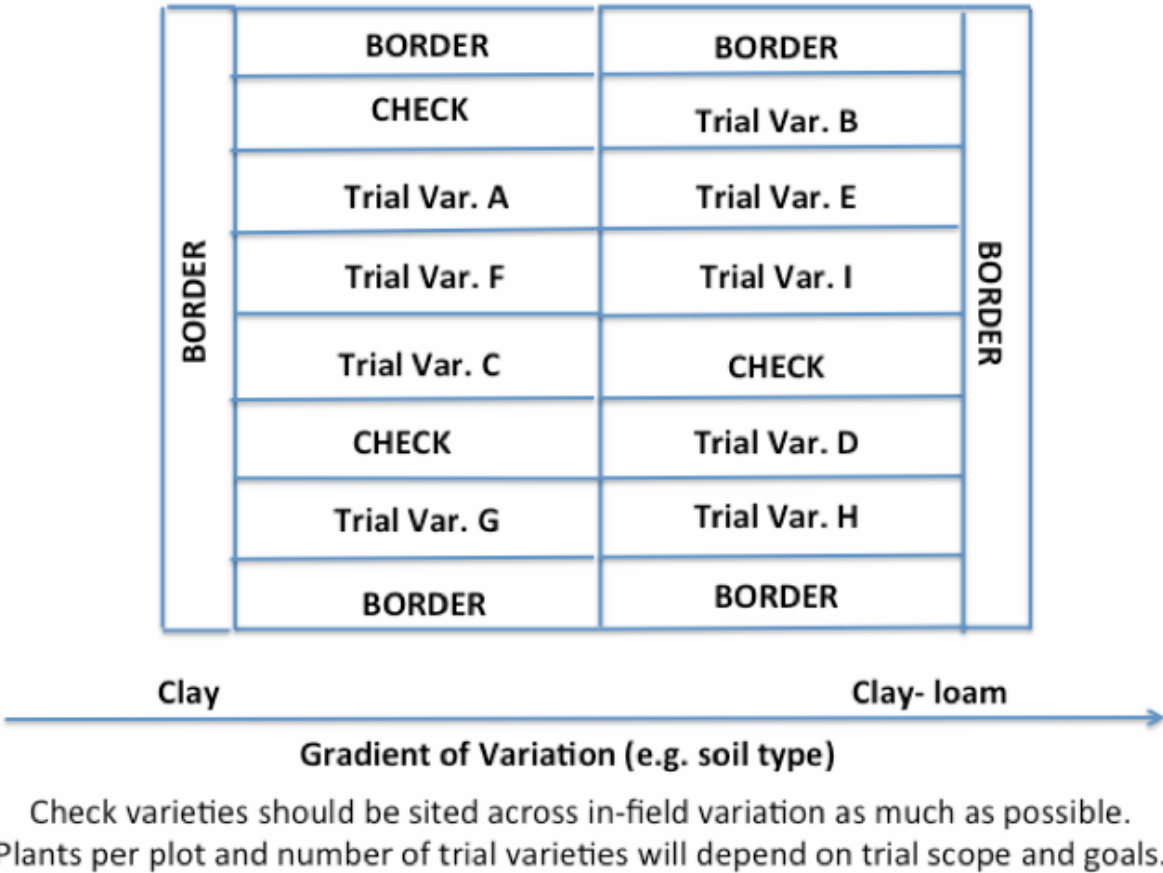 BORDER BORDER
CHECK Trial Var. B
Trial Var. A Trial Var. E
BORDER Trial Var. F Trial Var. I BORDER
Trial Var. C CHECK
CHECK Trial Var. D
Trial Var. G Trial Var. H
BORDER BORDER
Clay Clay- loam
Gradient of Variation (e.g. soil type)
Check varieties should be sited across in-field variation as much as possible.
Plants per plot and number of trial varieties will depend on trial scope and goals.